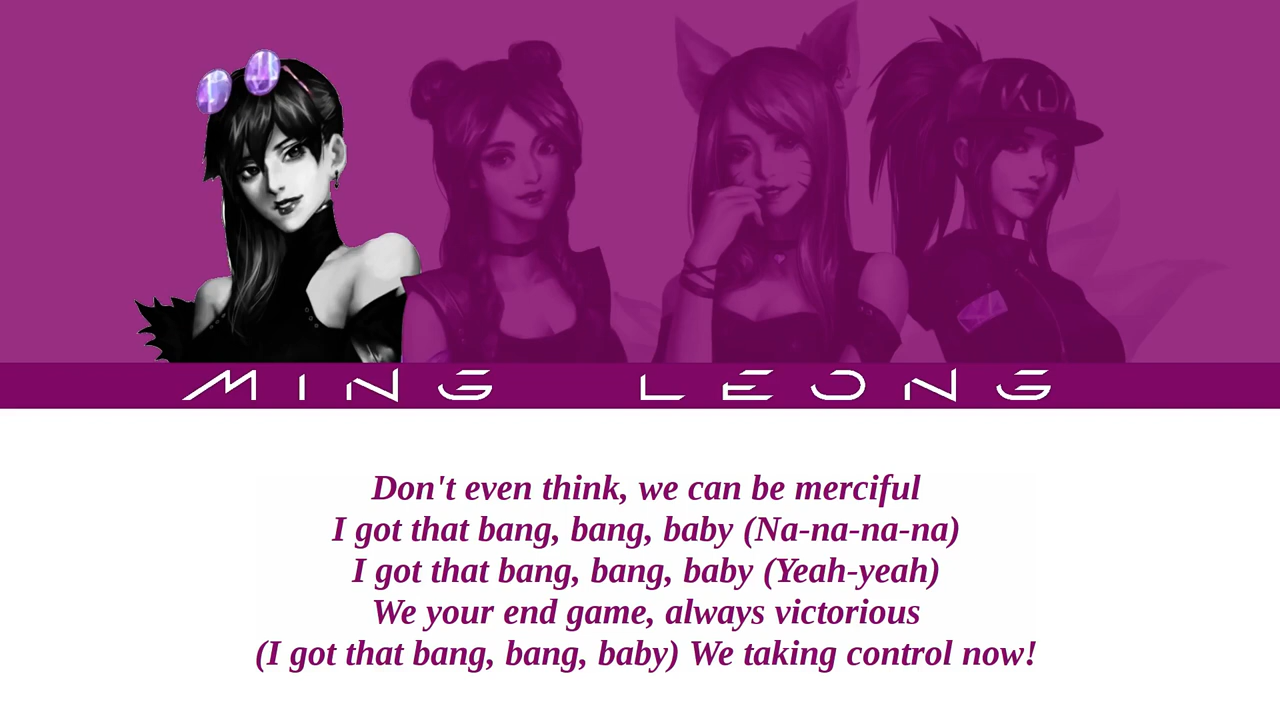 MING LEONG
Don't even think, we can be merciful
I got that bang, bang, baby (Na-na-na-na)
I got that bang, bang, baby (Yeah-yeah)
We your end game, always victorious
(I got that bang, bang, baby) We taking control now!